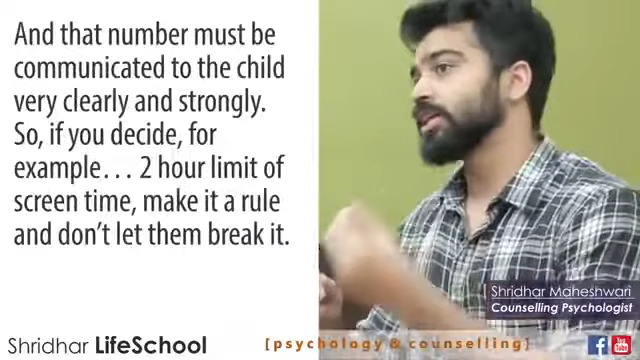 And that number must be
communicated to the child
very clearly and strongly.
So, if you decide, for
example... 2 hour limit of
screen time, make it a rule
and don't let them break it.
Shridhar Maheshwari
Counselling Psychologist
Shridhar LifeSchool
[psychology & counselling]
f You Tube